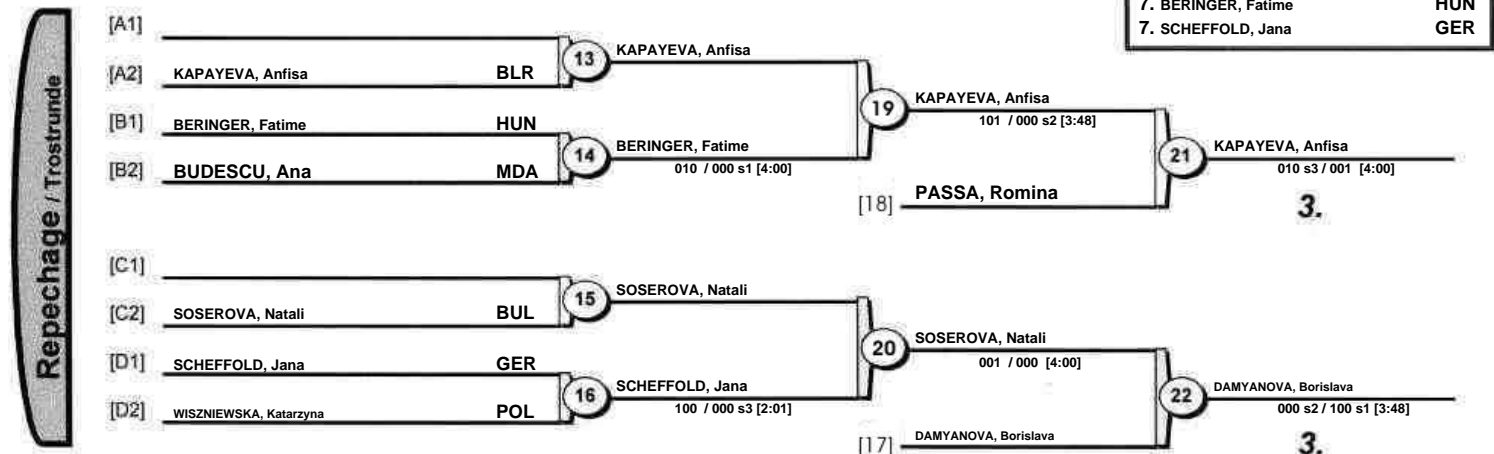 7. BERINGER, Fatime HUN
7. SCHEFFOLD, Jana GER
Repechage / Trostrunde
[A1]
[A2] KAPAYEVA, Anfisa BLR
13 KAPAYEVA, Anfisa
[B1] BERINGER, Fatime HUN
[B2] BUDESCU, Ana MDA
14 BERINGER, Fatime
010 / 000 s1 [4:00]
19 KAPAYEVA, Anfisa
101 / 000 s2 [3:48]
[18] PASSA, Romina
21 KAPAYEVA, Anfisa
010 s3 / 001 [4:00]
3.
[C1]
[C2] SOSEROVA, Natali BUL
15 SOSEROVA, Natali
[D1] SCHEFFOLD, Jana GER
[D2] WISZNIEWSKA, Katarzyna POL
16 SCHEFFOLD, Jana
100 / 000 s3 [2:01]
20 SOSEROVA, Natali
001 / 000 [4:00]
[17] DAMYANOVA, Borislava
22 DAMYANOVA, Borislava
000 s2 / 100 s1 [3:48]
3.